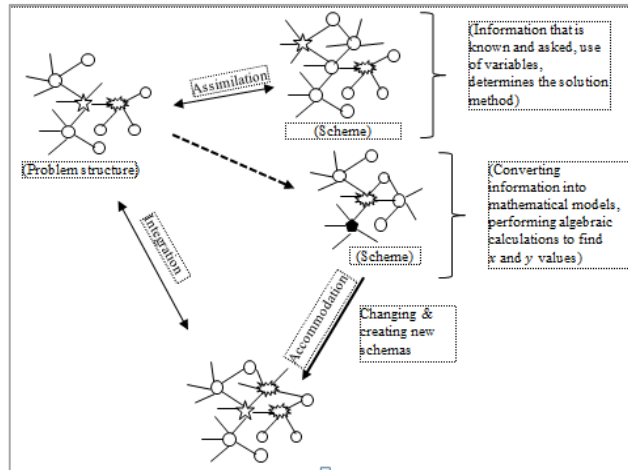 (Information that is
known and asked, use
of variables,
determines the solution
method)
Assimilation
(Scheme)
(Problem structure)
(Converting
information into
mathematical models,
performing algebraic
calculations to find
x and y values)
(Scheme)
Integration
Accommodation
Changing &
creating new
schemas